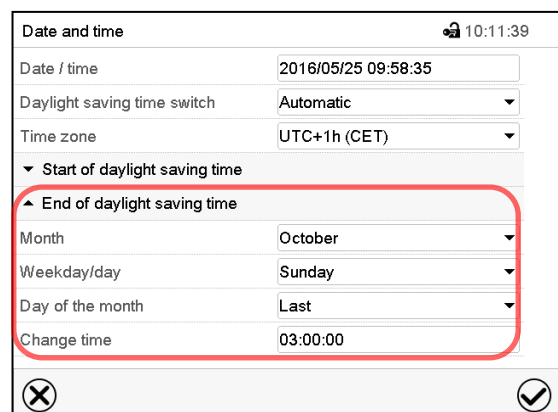 Date and time 10:11:39
Date / time 2016/05/25 09:58:35
Daylight saving time switch Automatic
Time zone UTC+1h (CET)
Start of daylight saving time
End of daylight saving time
Month October
Weekday/day Sunday
Day of the month Last
Change time 03:00:00